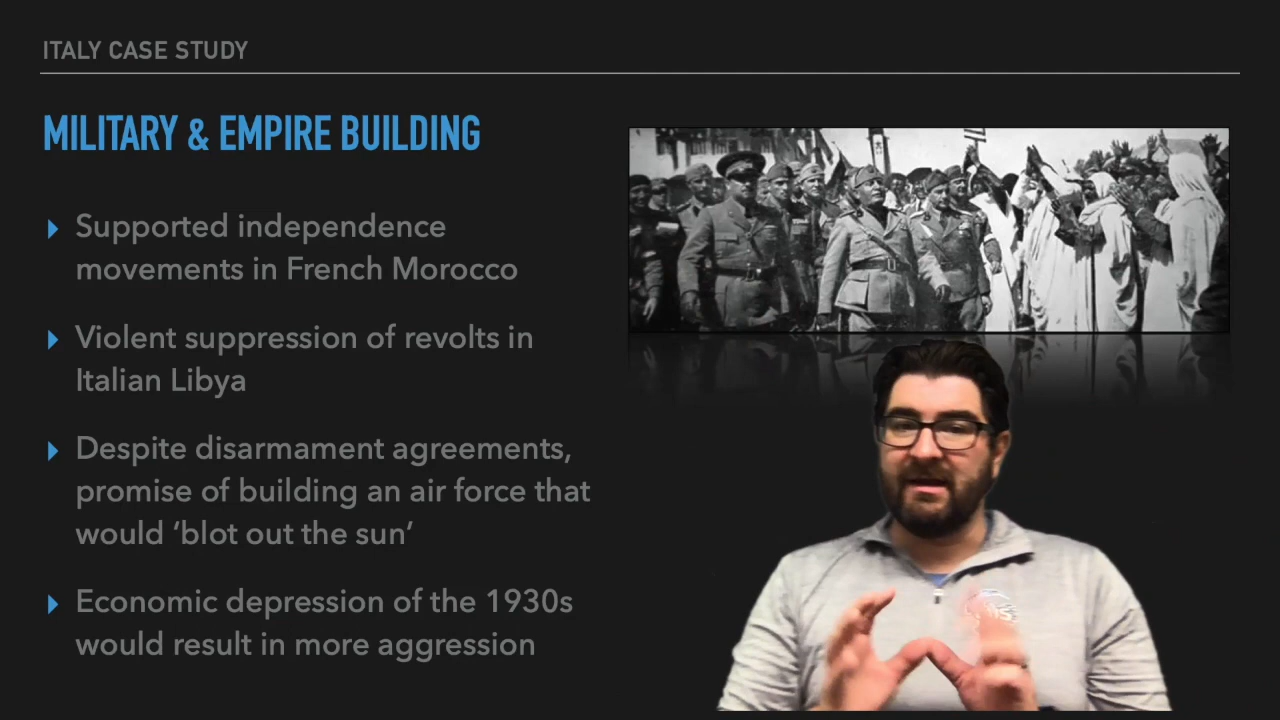 ITALY CASE STUDY
MILITARY & EMPIRE BUILDING
Supported independence
movements in French Morocco
Violent suppression of revolts in
Italian Libya
Despite disarmament agreements,
promise of building an air force that
would ‘blot out the sun’
Economic depression of the 1930s
would result in more aggression